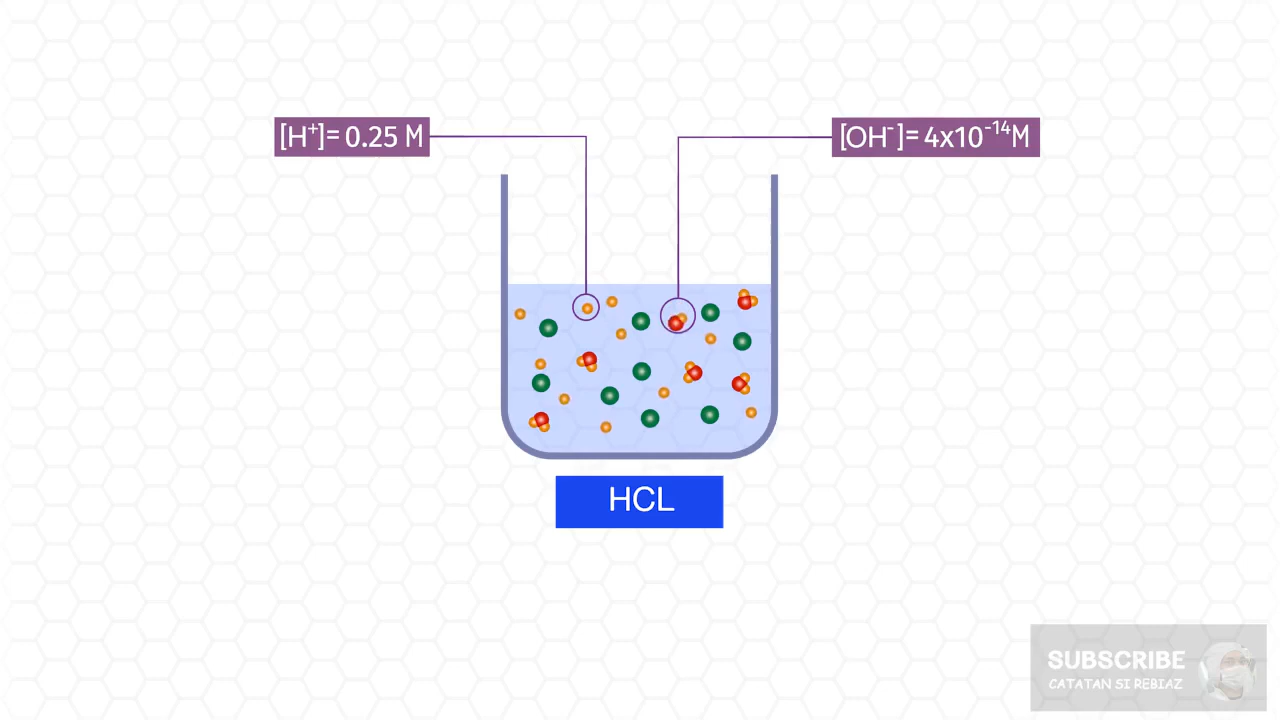 [H⁺]= 0.25 M
[OH⁻]= 4x10⁻¹⁴M
HCL
SUBSCRIBE
CATATAN SI REBIAZ